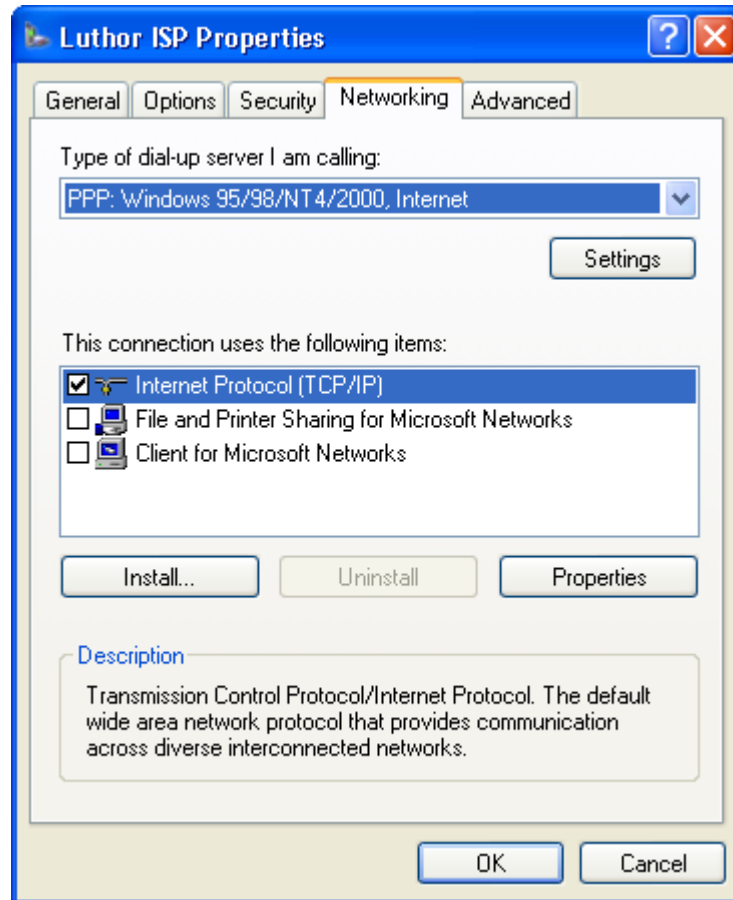 Luthor ISP Properties
General Options Security Networking Advanced
Type of dial-up server I am calling:
PPP: Windows 95/98/NT4/2000, Internet
Settings
This connection uses the following items:
Internet Protocol (TCP/IP)
File and Printer Sharing for Microsoft Networks
Client for Microsoft Networks
Install... Uninstall Properties
Description
Transmission Control Protocol/Internet Protocol. The default
wide area network protocol that provides communication
across diverse interconnected networks.
OK Cancel